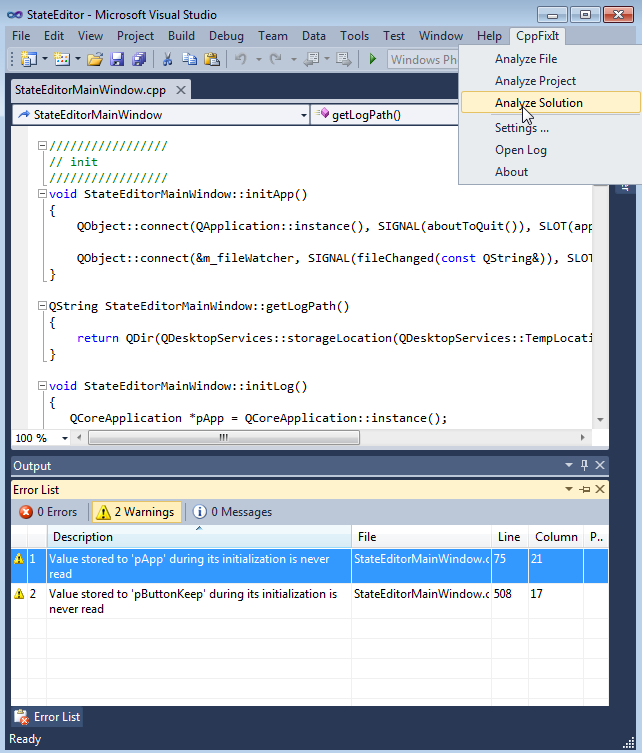 StateEditor - Microsoft Visual Studio
File Edit View Project Build Debug Team Data Tools Test Window Help CppFixIt
Windows Ph
Analyze File
Analyze Project
Analyze Solution
Settings ...
Open Log
About
StateEditorMainWindow.cpp
StateEditorMainWindow getLogPath()
/////////////////
// init
/////////////////
void StateEditorMainWindow::initApp()
{
QObject::connect(QApplication::instance(), SIGNAL(aboutToQuit()), SLOT(app
QObject::connect(&m_fileWatcher, SIGNAL(fileChanged(const QString&)), SLOT
}
QString StateEditorMainWindow::getLogPath()
{
return QDir(QDesktopServices::storageLocation(QDesktopServices::TempLocati
}
void StateEditorMainWindow::initLog()
{
QCoreApplication *pApp = QCoreApplication::instance();
100 %
Output
Error List
0 Errors 2 Warnings 0 Messages
Description File Line Column P..
1 Value stored to 'pApp' during its initialization is never StateEditorMainWindow.c 75 21
read
2 Value stored to 'pButtonKeep' during its initialization is StateEditorMainWindow.c 508 17
never read
Error List
Ready